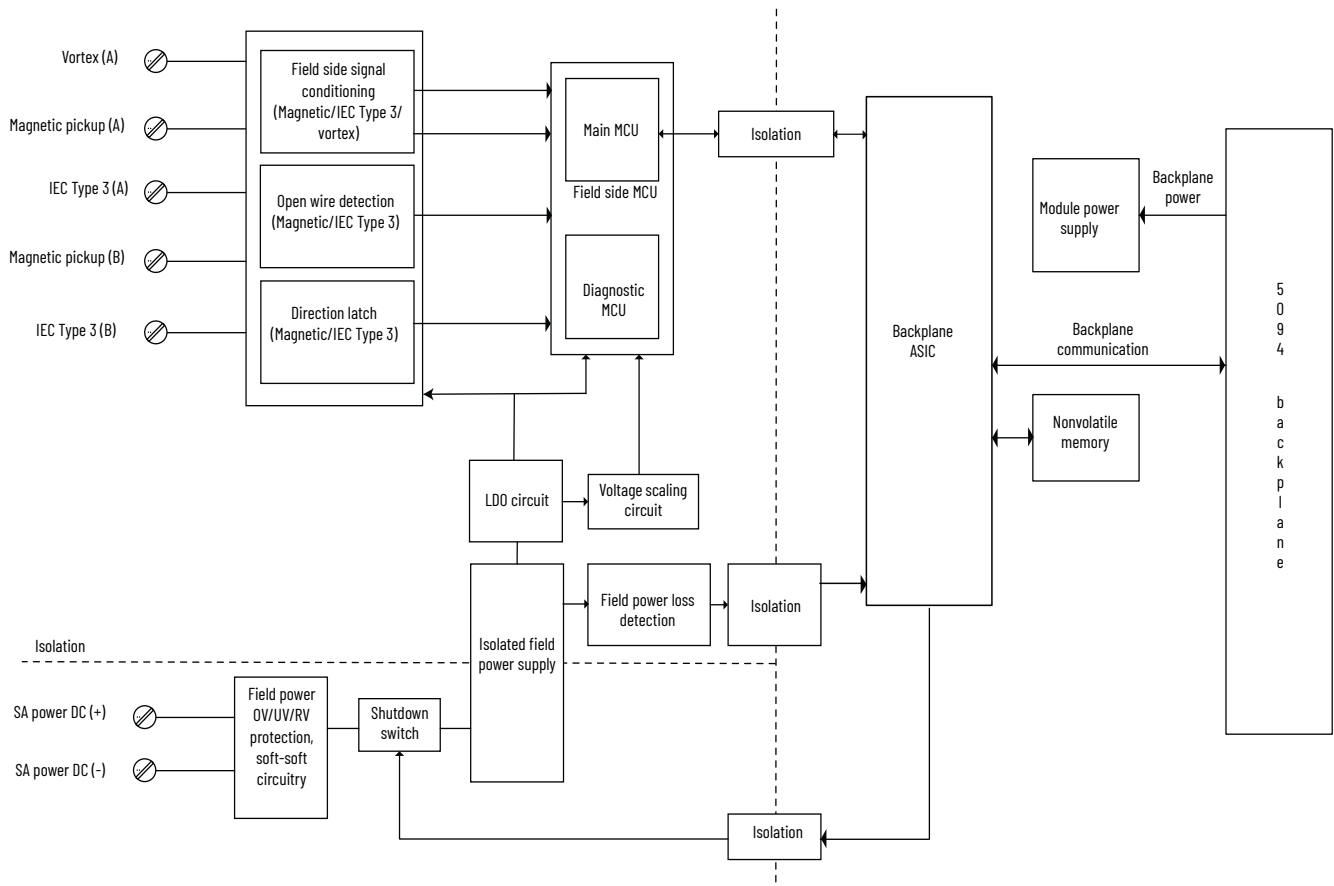 Vortex (A)
Magnetic pickup (A)
IEC Type 3 (A)
Magnetic pickup (B)
IEC Type 3 (B)
Field side signal
conditioning
(Magnetic/IEC Type 3/
vortex)
Open wire detection
(Magnetic/IEC Type 3)
Direction latch
(Magnetic/IEC Type 3)
Main MCU
Field side MCU
Diagnostic
MCU
Isolation
Backplane
ASIC
Module power
supply
Backplane
power
Backplane
communication
Nonvolatile
memory
5
0
9
4
b
a
c
k
p
l
a
n
e
LDO circuit
Voltage scaling
circuit
Isolated field
power supply
Field power loss
detection
Isolation
Isolation
SA power DC (+)
SA power DC (-)
Field power
OV/UV/RV
protection,
soft-soft
circuitry
Shutdown
switch
Isolation